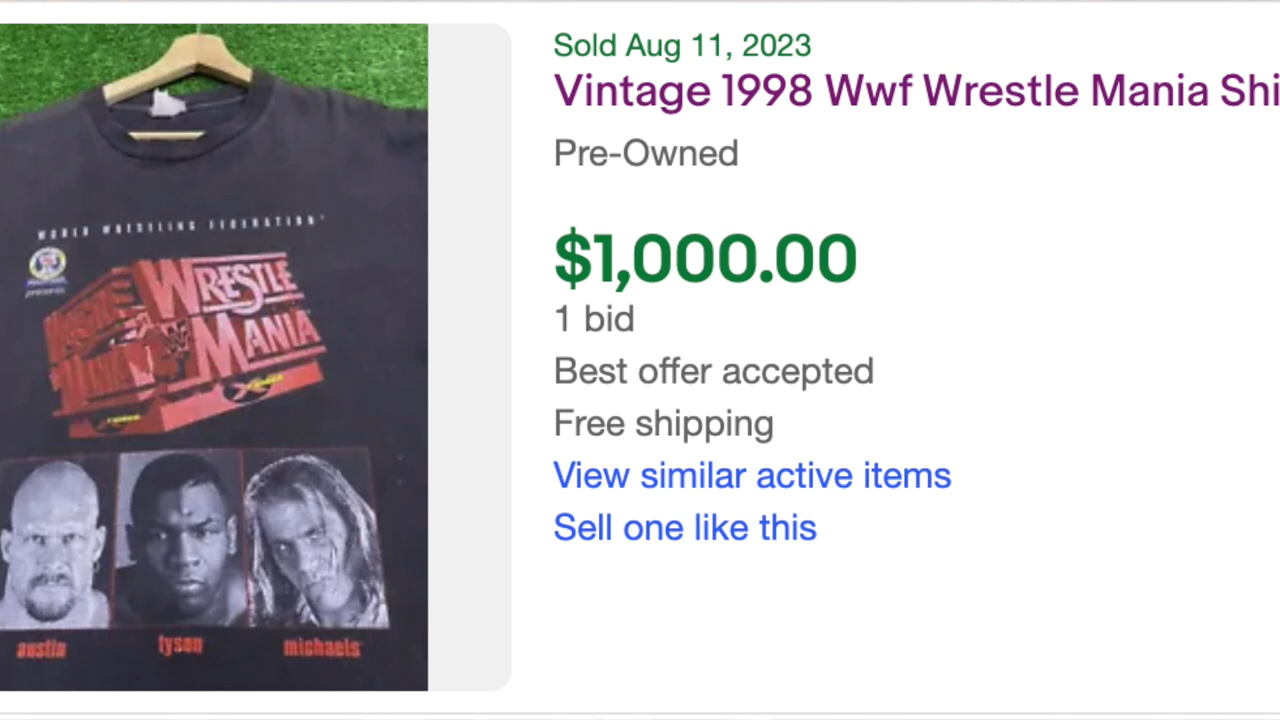 WORLD WRESTLING FEDERATION
presents
WRESTLE
MANIA
austin
tyson
michaels
Sold Aug 11, 2023
Vintage 1998 Wwf Wrestle Mania Shi
Pre-Owned
$1,000.00
1 bid
Best offer accepted
Free shipping
View similar active items
Sell one like this